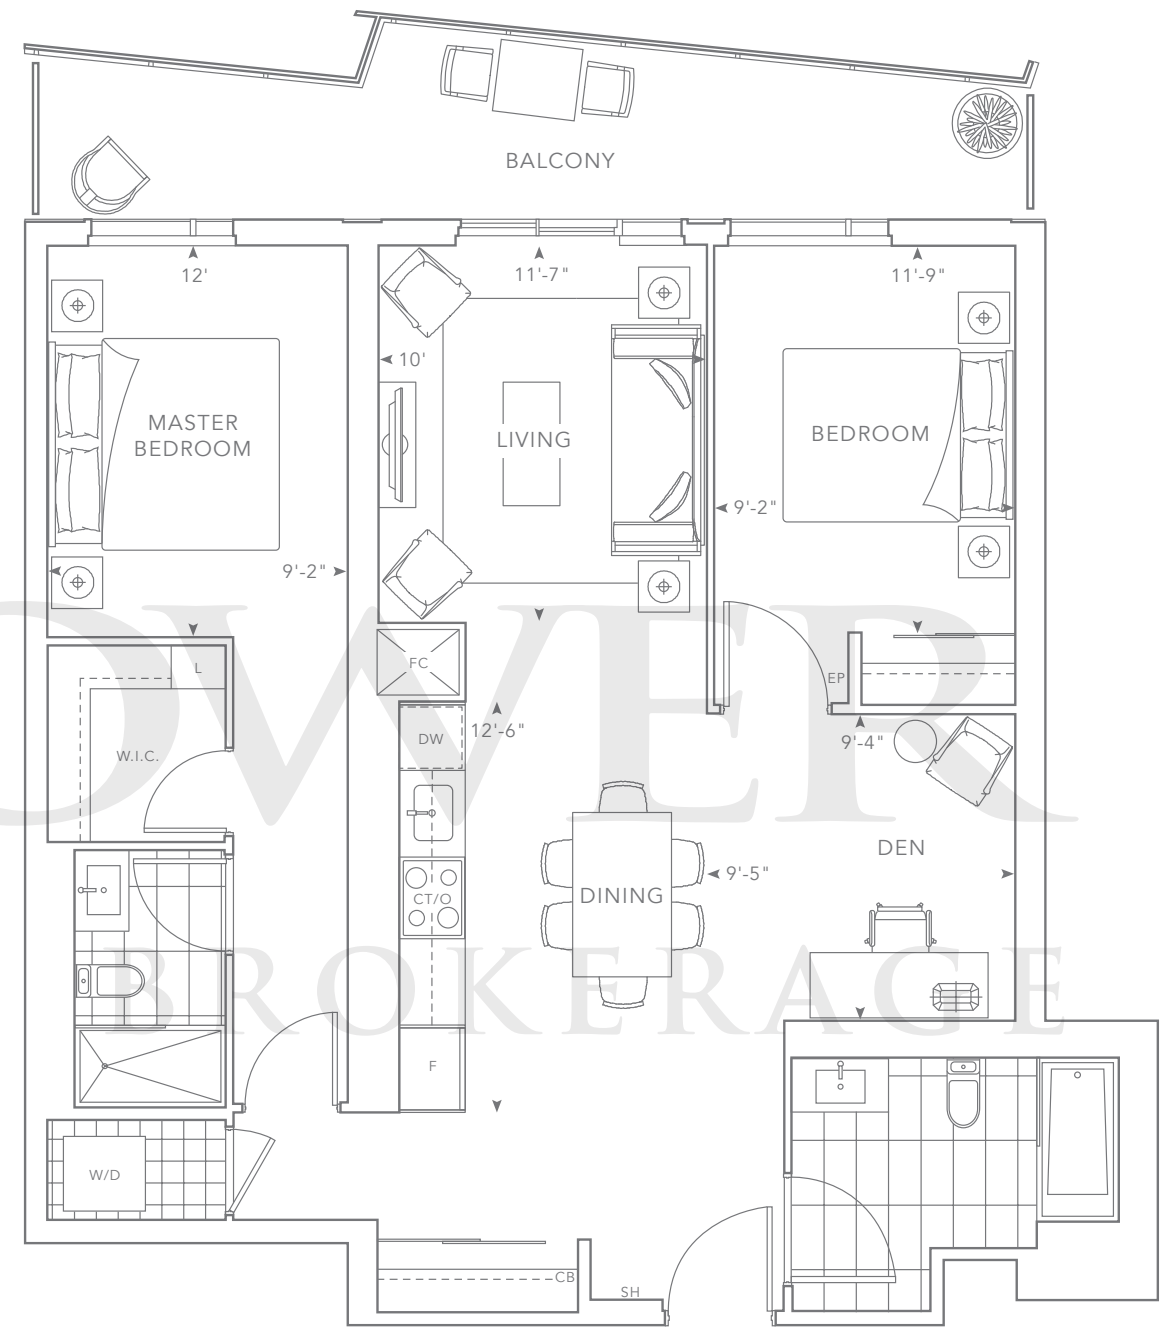 BALCONY
12'
11'-7"
11'-9"
10'
MASTER
BEDROOM
LIVING
BEDROOM
9'-2"
9'-2"
FC
L
EP
12'-6"
DW
9'-4"
W.I.C.
DEN
9'-5"
DINING
CT/O
OWER
BROKERAGE
F
W/D
CB
SH